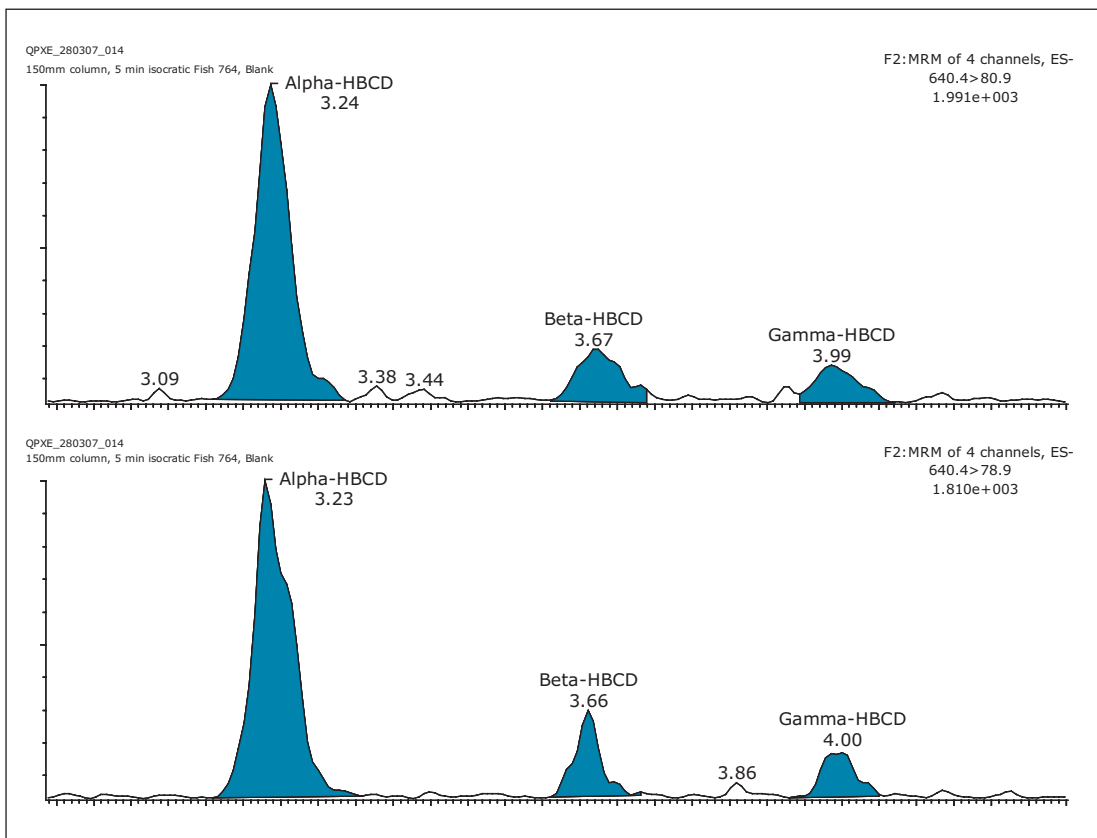 QPXE_280307_014
150mm column, 5 min isocratic Fish 764, Blank
F2:MRM of 4 channels, ES-
640.4>80.9
1.991e+003
Alpha-HBCD
3.24
Beta-HBCD
3.67
Gamma-HBCD
3.99
3.09
3.38
3.44
QPXE_280307_014
150mm column, 5 min isocratic Fish 764, Blank
F2:MRM of 4 channels, ES-
640.4>78.9
1.810e+003
Alpha-HBCD
3.23
Beta-HBCD
3.66
Gamma-HBCD
4.00
3.86